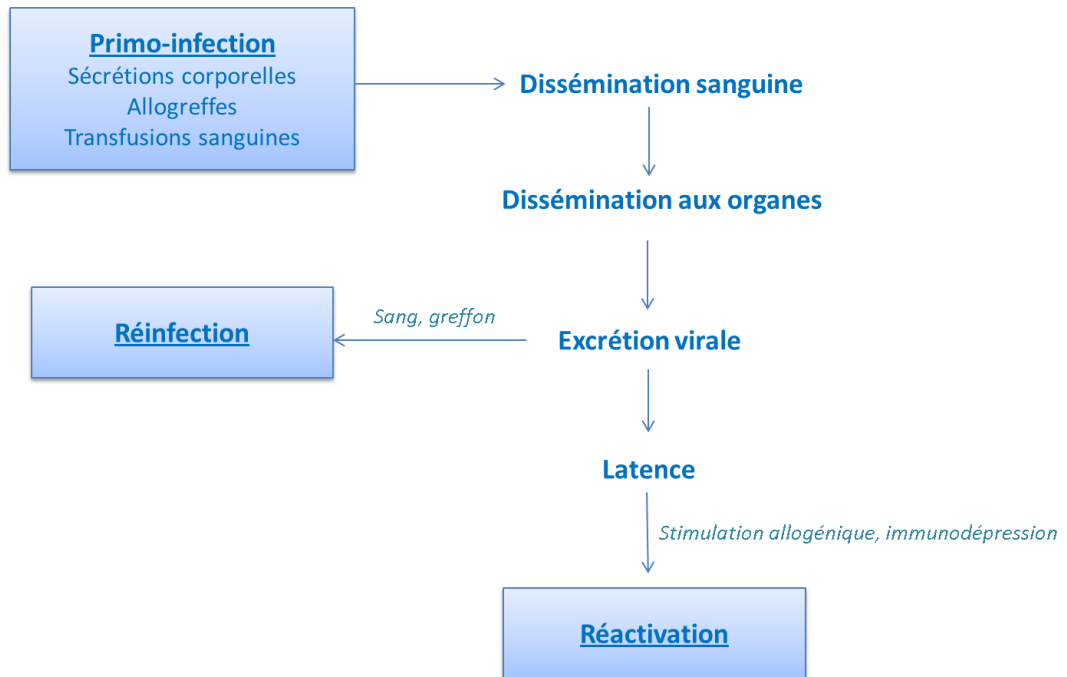 Primo-infection
Sécrétions corporelles
Allogreffes
Transfusions sanguines
Dissémination sanguine
Dissémination aux organes
Sang, greffon
Réinfection
Excrétion virale
Latence
Stimulation allogénique, immunodépression
Réactivation